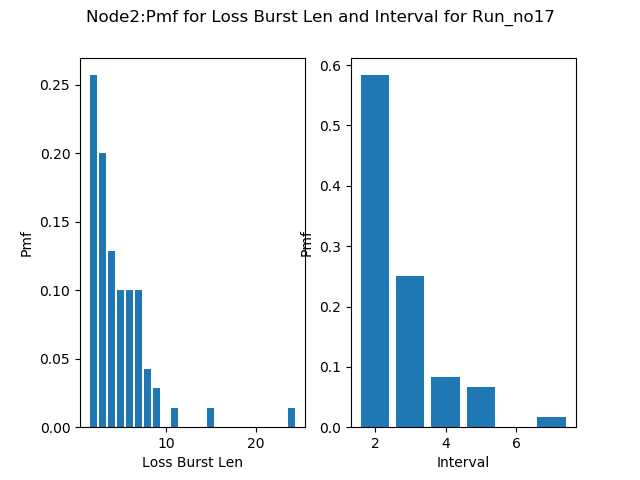 Node2:Pmf for Loss Burst Len and Interval for Run_no17
0.25
0.20
0.15
0.10
0.05
0.00
Pmf
10 20
Loss Burst Len
0.6
0.5
0.4
0.3
0.2
0.1
0.0
Pmf
2 4 6
Interval